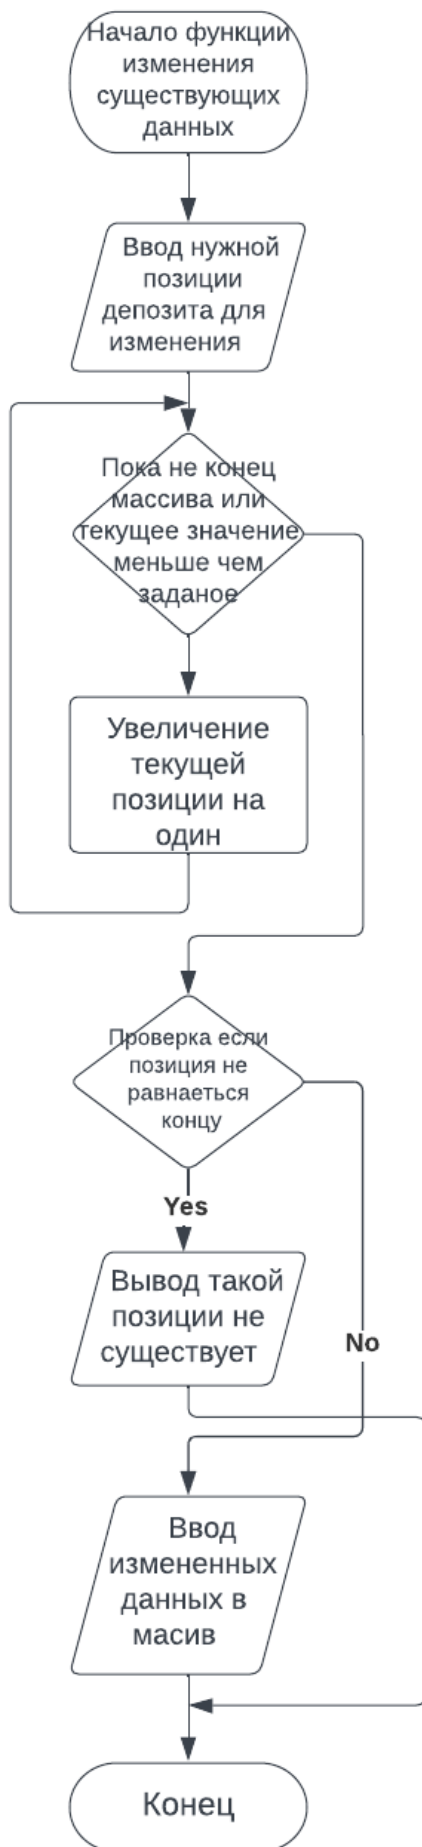 Начало функции
изменения
существующих
данных
Ввод нужной
позиции
депозита для
изменения
Пока не конец
массива или
текущее значение
меньше чем
заданое
Увеличение
текущей
позиции на
один
Проверка если
позиция не
равнаеться
концу
Yes
Вывод такой
позиции не
существует
No
Ввод
измененных
данных в
масив
Конец